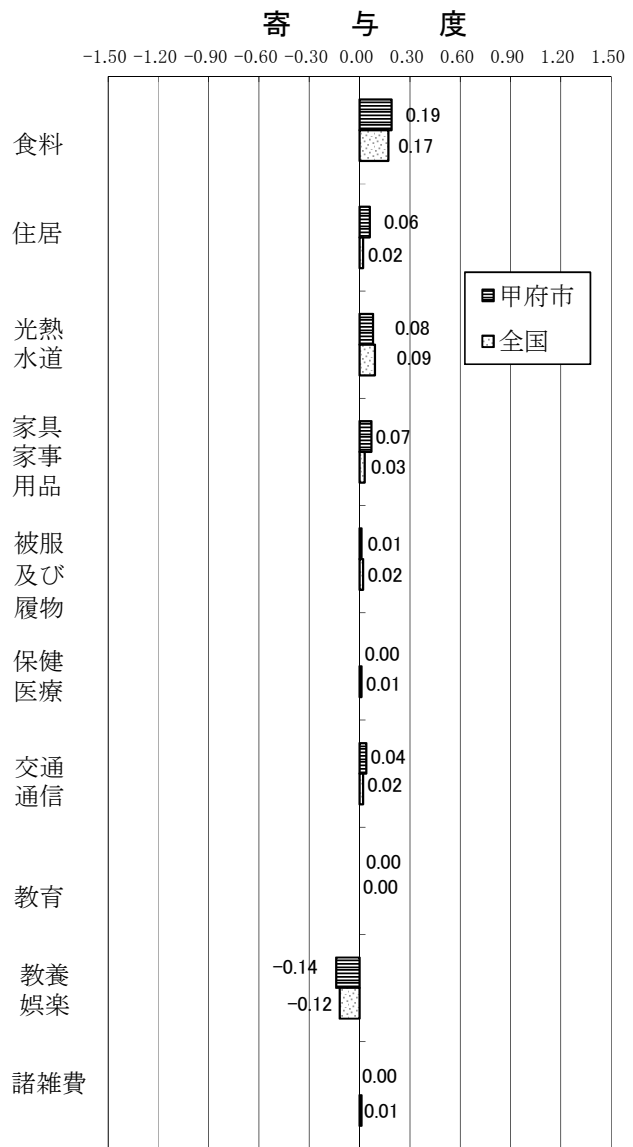 寄与度
-1.50 -1.20 -0.90 -0.60 -0.30 0.00 0.30 0.60 0.90 1.20 1.50
食料
0.19
0.17
住居
0.06
0.02
甲府市
全国
光熱
水道
0.08
0.09
家具
家事
用品
0.07
0.03
被服
及び
履物
0.01
0.02
保健
医療
0.00
0.01
交通
通信
0.04
0.02
教育
0.00
0.00
教養
娯楽
-0.14
-0.12
諸雑費
0.00
0.01